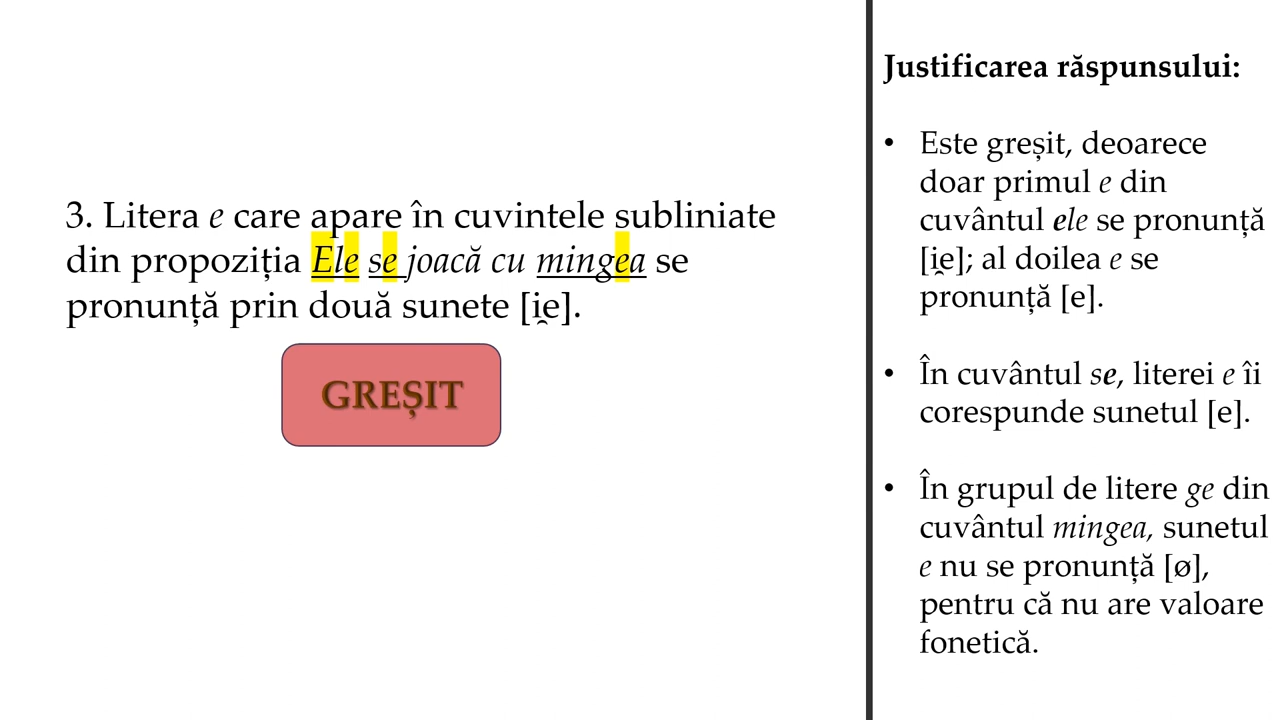 3. Litera e care apare în cuvintele subliniate
din propoziția Ele se joacă cu mingea se
pronunță prin două sunete [i̯e].
GREȘIT
Justificarea răspunsului:
• Este greșit, deoarece
doar primul e din
cuvântul ele se pronunță
[i̯e]; al doilea e se
pronunță [e].
• În cuvântul se, literei e îi
corespunde sunetul [e].
• În grupul de litere ge din
cuvântul mingea, sunetul
e nu se pronunță [ø],
pentru că nu are valoare
fonetică.